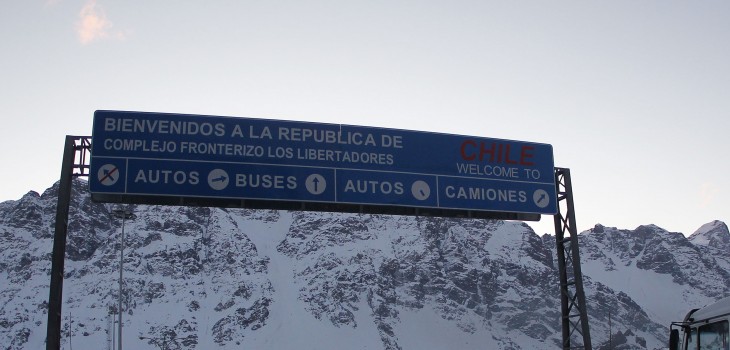 BIENVENIDOS A LA REPUBLICA DE CHILE
COMPLEJO FRONTERIZO LOS LIBERTADORES WELCOME TO
AUTOS BUSES AUTOS CAMIONES